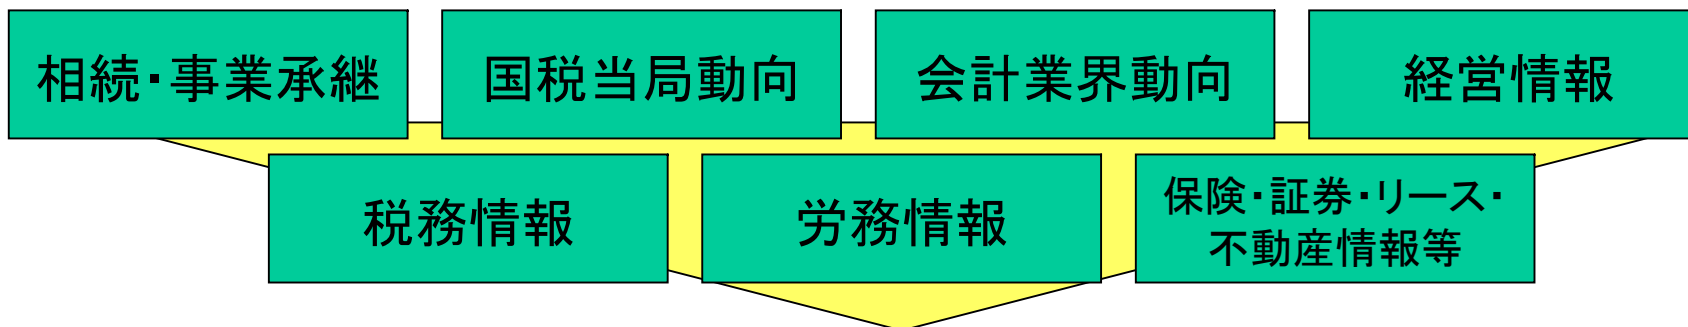 相続・事業承継
国税当局動向
会計業界動向
経営情報
税務情報
労務情報
保険・証券・リース・
不動産情報等